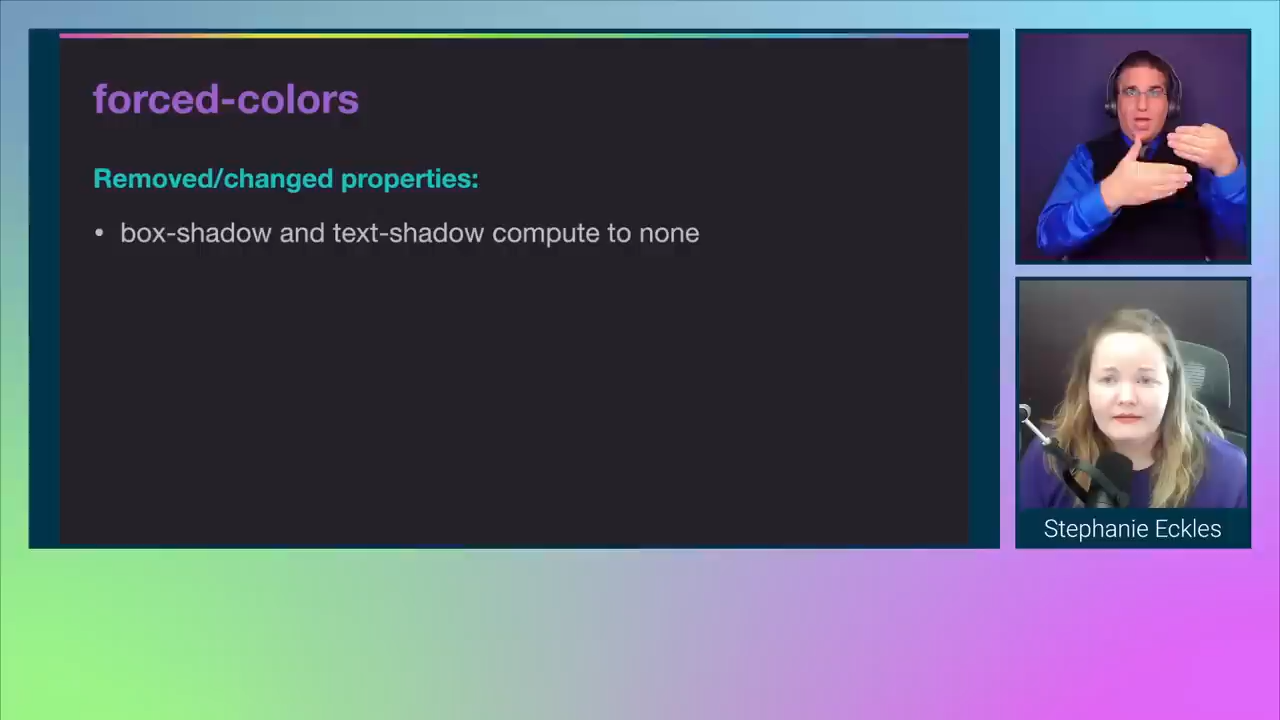 forced-colors
Removed/changed properties:
• box-shadow and text-shadow compute to none
Stephanie Eckles